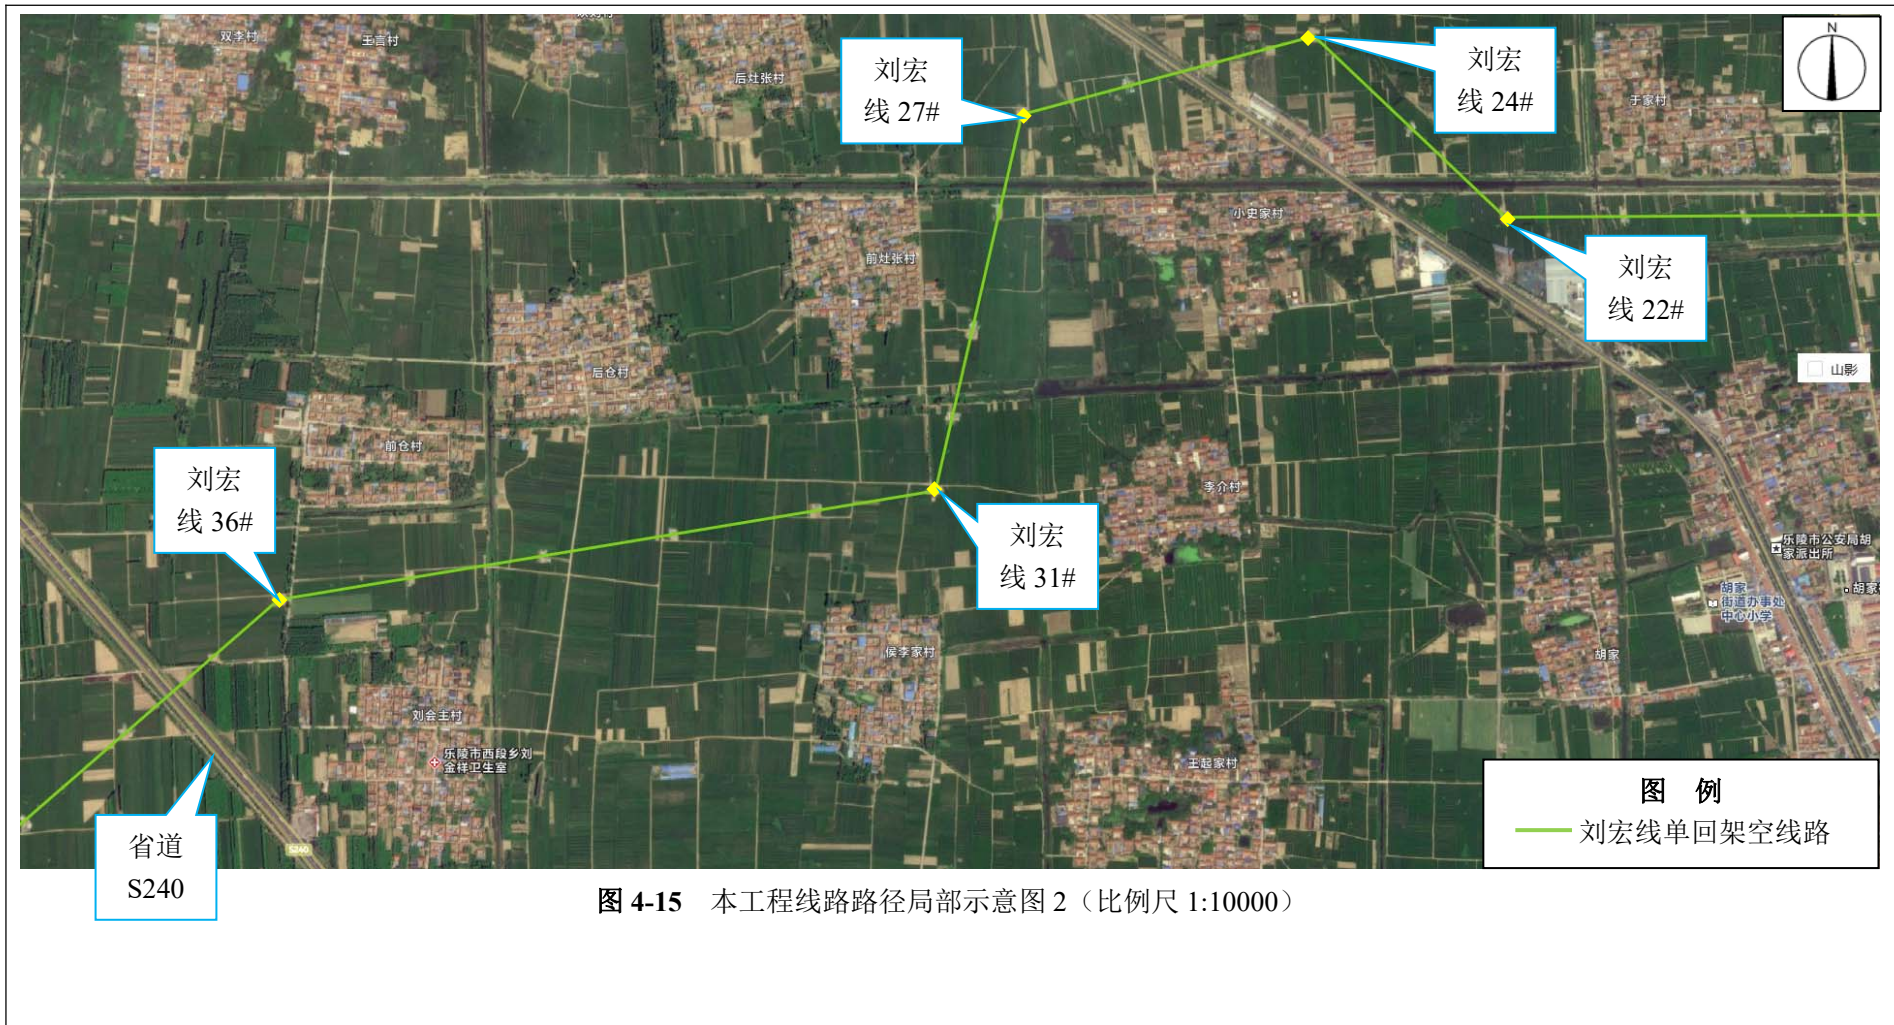 双李村
王言村
后灶张村
刘宏
线 27#
刘宏
线 24#
N
于家村
小史家村
前灶张村
刘宏
线 22#
后仓村
山影
前仓村
刘宏
线 36#
李介村
刘宏
线 31#
乐陵市公安局胡
家派出所
胡家
街道办事处
中心小学
胡家
侯李家村
胡家
刘会主村
乐陵市西段乡刘
金祥卫生室
王起家村
省道
S240
S240
图 例
刘宏线单回架空线路
图 4-15 本工程线路路径局部示意图 2（比例尺 1:10000）